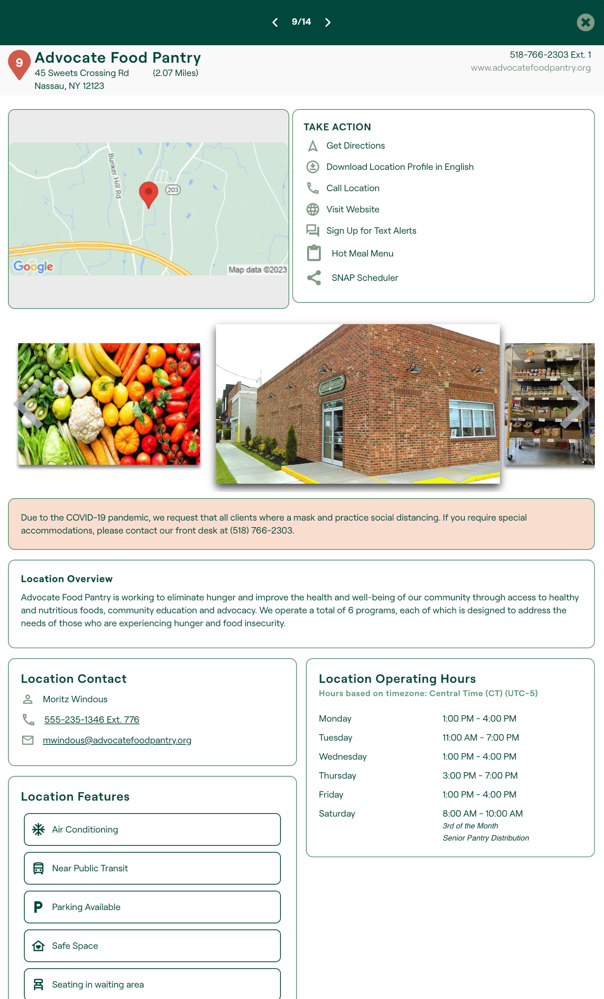 9/14
9
Advocate Food Pantry
45 Sweets Crossing Rd (2.07 Miles)
Nassau, NY 12123
518-766-2303 Ext. 1
www.advocatefoodpantry.org
Bunker Hill Rd
203
Google
Map data ©2023
TAKE ACTION
Get Directions
Download Location Profile in English
Call Location
Visit Website
Sign Up for Text Alerts
Hot Meal Menu
SNAP Scheduler
Due to the COVID-19 pandemic, we request that all clients where a mask and practice social distancing. If you require special
accommodations, please contact our front desk at (518) 766-2303.
Location Overview
Advocate Food Pantry is working to eliminate hunger and improve the health and well-being of our community through access to healthy
and nutritious foods, community education and advocacy. We operate a total of 6 programs, each of which is designed to address the
needs of those who are experiencing hunger and food insecurity.
Location Contact
Moritz Windous
555-235-1346 Ext. 776
mwindous@advocatefoodpantry.org
Location Features
Air Conditioning
Near Public Transit
P Parking Available
Safe Space
Seating in waiting area
Location Operating Hours
Hours based on timezone: Central Time (CT) (UTC-5)
Monday 1:00 PM - 4:00 PM
Tuesday 11:00 AM - 7:00 PM
Wednesday 1:00 PM - 4:00 PM
Thursday 3:00 PM - 7:00 PM
Friday 1:00 PM - 4:00 PM
Saturday 8:00 AM - 10:00 AM
3rd of the Month
Senior Pantry Distribution